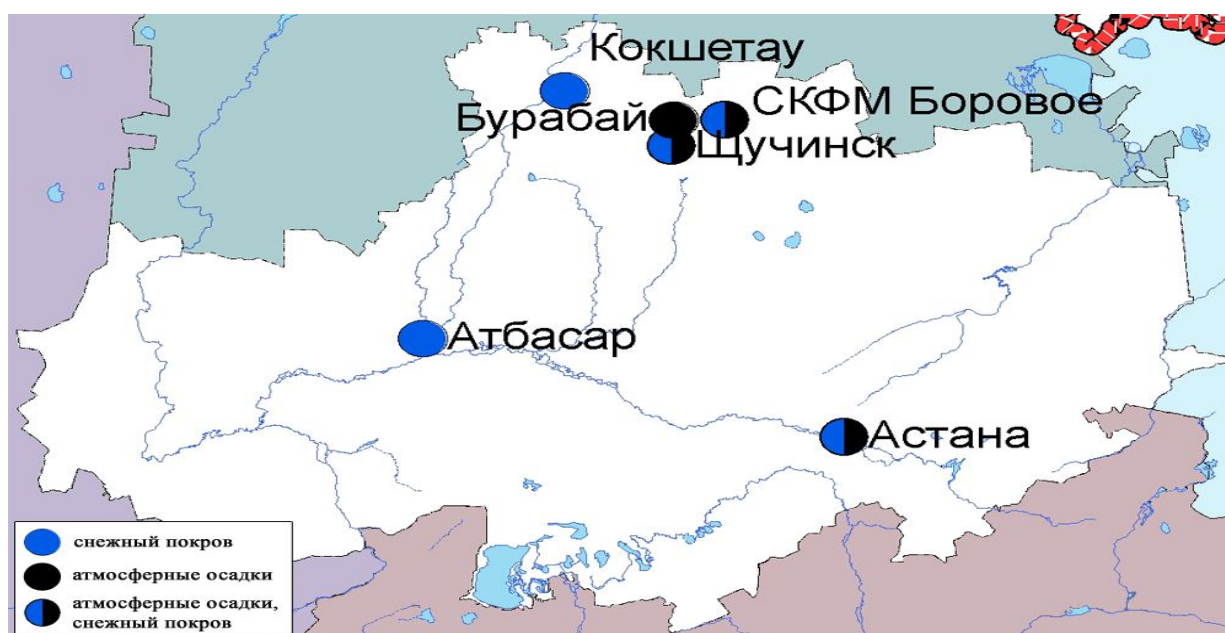 Кокшетау
СКФМ Боровое
Бурабай
Щучинск
Атбасар
Астана
снежный покров
атмосферные осадки
атмосферные осадки,
снежный покров